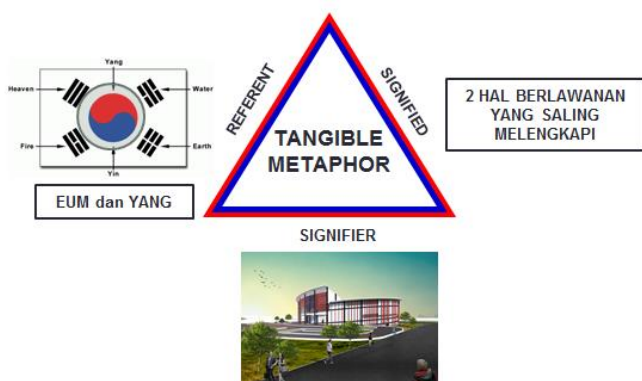 Yang
Heaven
Water
Fire
Earth
Yin
EUM dan YANG
REFERENT
SIGNIFIED
TANGIBLE
METAPHOR
SIGNIFIER
2 HAL BERLAWANAN
YANG SALING
MELENGKAPI